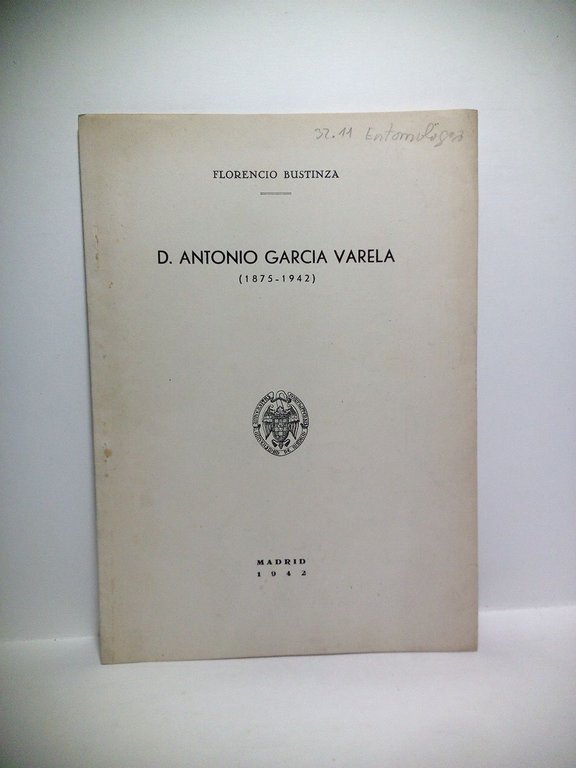 32.11 Entomólogos
FLORENCIO BUSTINZA
D. ANTONIO GARCIA VARELA
(1875-1942)
MADRID
1942